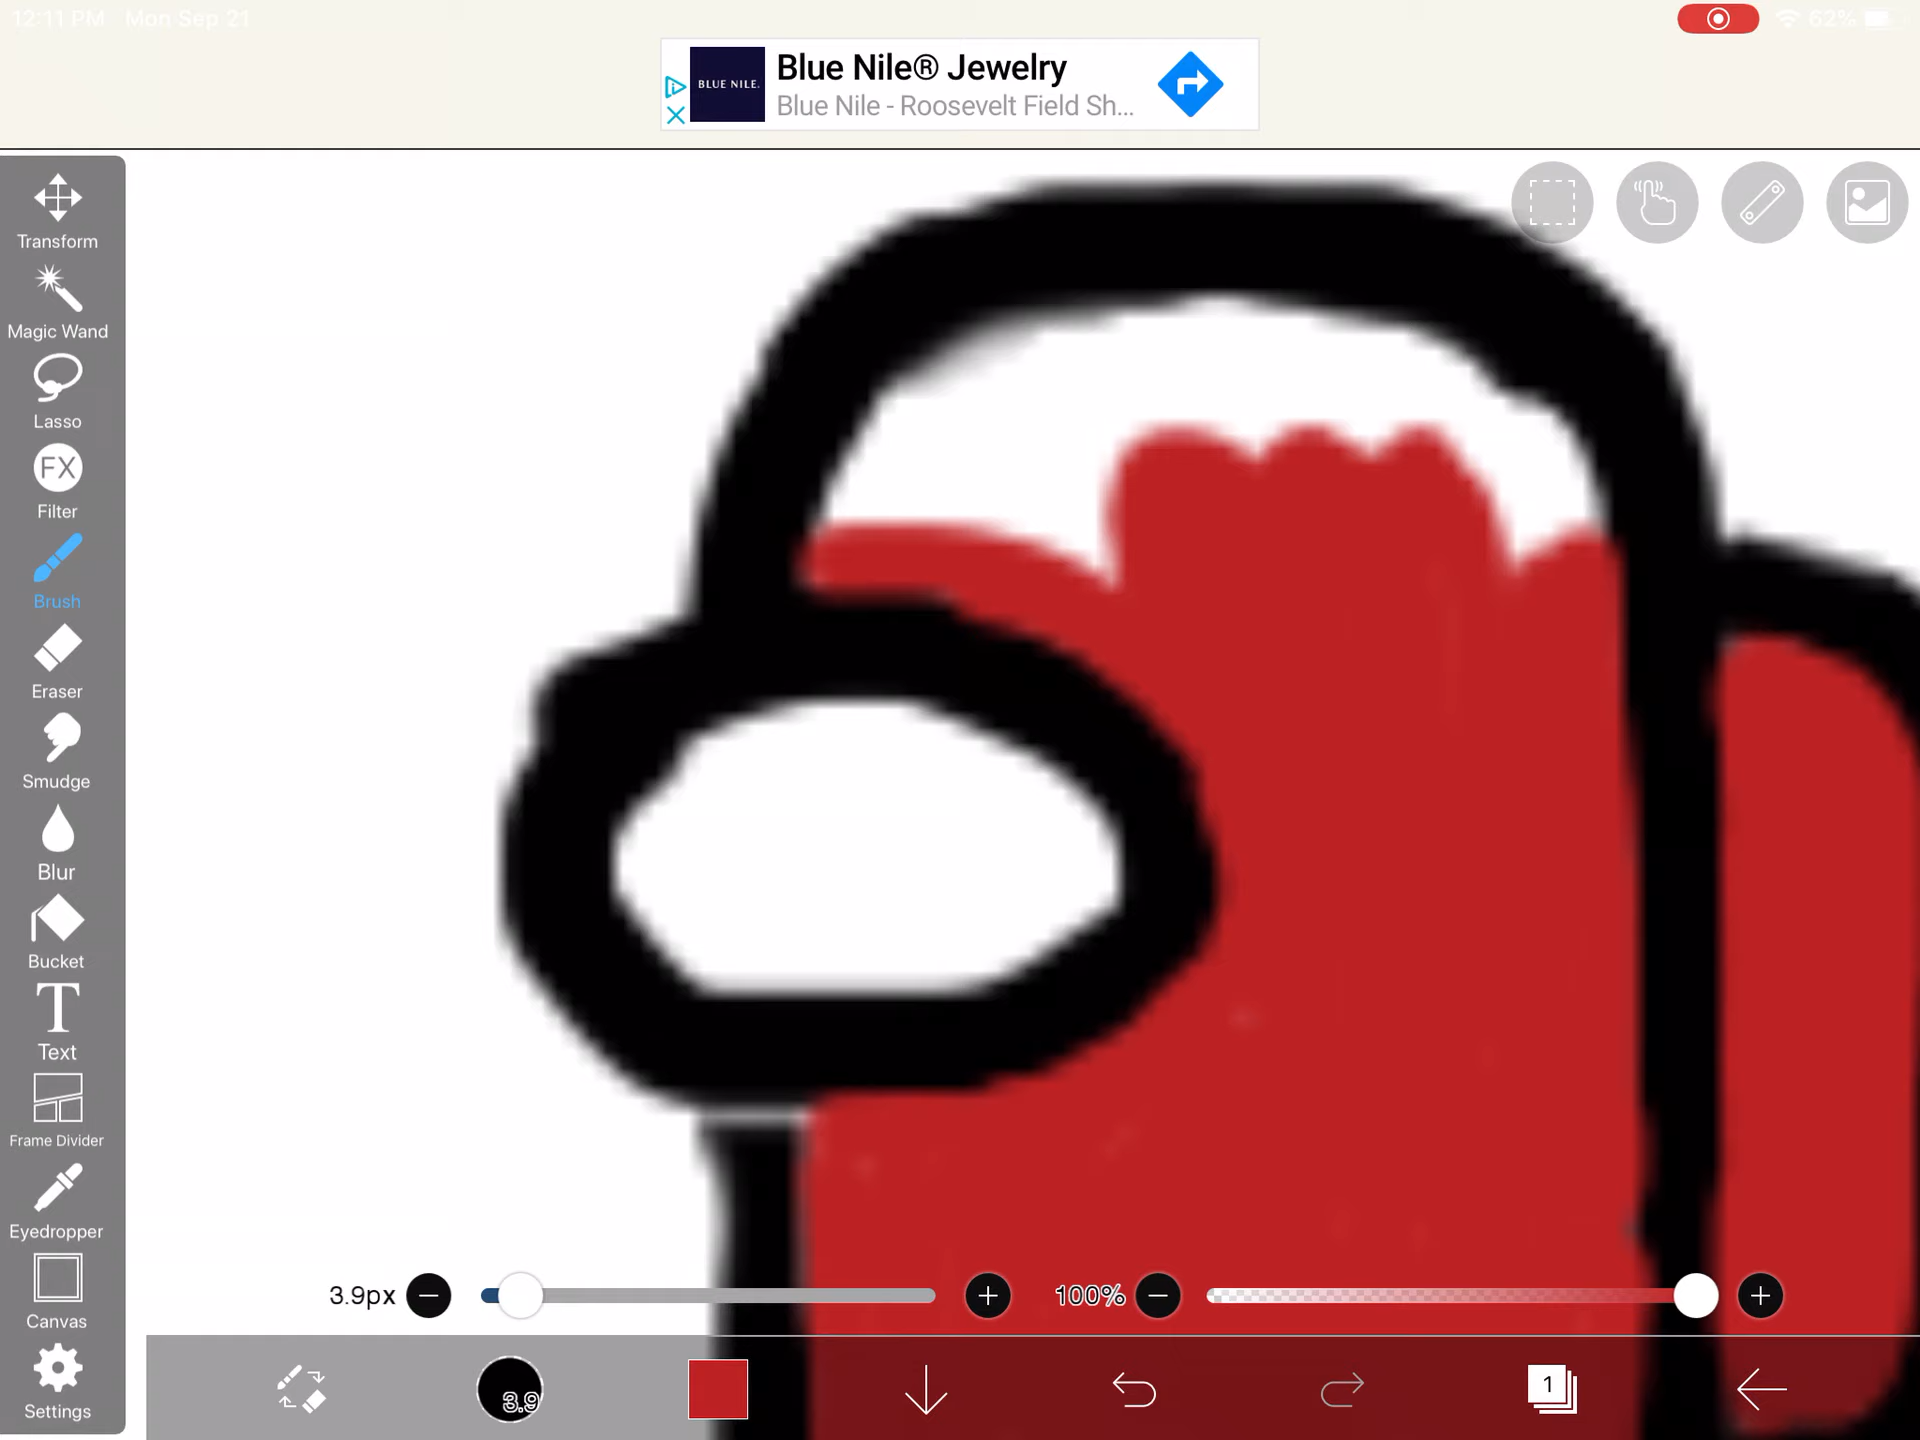 12:11 PM Mon Sep 21
62%
BLUE NILE.
Blue Nile® Jewelry
Blue Nile - Roosevelt Field Sh...
Transform
Magic Wand
Lasso
FX
Filter
Brush
Eraser
Smudge
Blur
Bucket
T
Text
Frame Divider
Eyedropper
Canvas
Settings
3.9px
100%
3.9
1